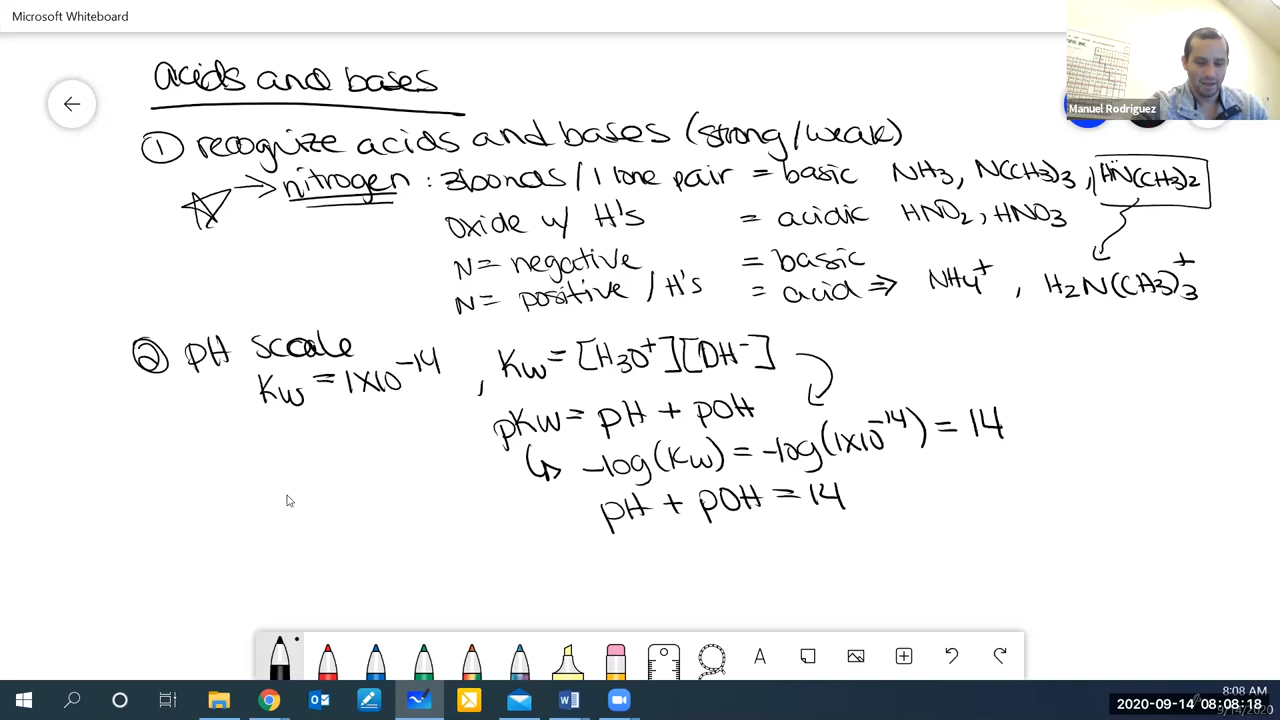 Microsoft Whiteboard
Manuel Rodriguez
acids and bases
① recognize acids and bases (strong/weak)
→ nitrogen : 3bonds / 1 lone pair = basic NH3, N(CH3)3, HN(CH3)2
Oxide w/ H's = acidic HNO2, HNO3
N = negative = basic
N = positive / H's = acid ⇒ NH4+ , H2N(CH3)3+
② pH scale
Kw = 1x10-14 , Kw = [H3O+][OH-]
pKw = pH + pOH
↳ -log(Kw) = -log(1x10-14) = 14
pH + pOH = 14
A
8:08 AM
2020-09-14 08:08:18